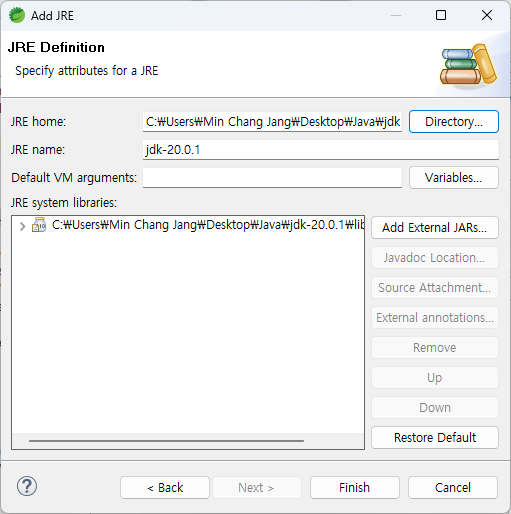 Add JRE
JRE Definition
Specify attributes for a JRE
JRE home:
C:₩Users₩Min Chang Jang₩Desktop₩Java₩jdk
Directory...
JRE name:
jdk-20.0.1
Default VM arguments:
Variables...
JRE system libraries:
C:₩Users₩Min Chang Jang₩Desktop₩Java₩jdk-20.0.1₩lib
Add External JARs...
Javadoc Location...
Source Attachment...
External annotations...
Remove
Up
Down
Restore Default
?
< Back
Next >
Finish
Cancel